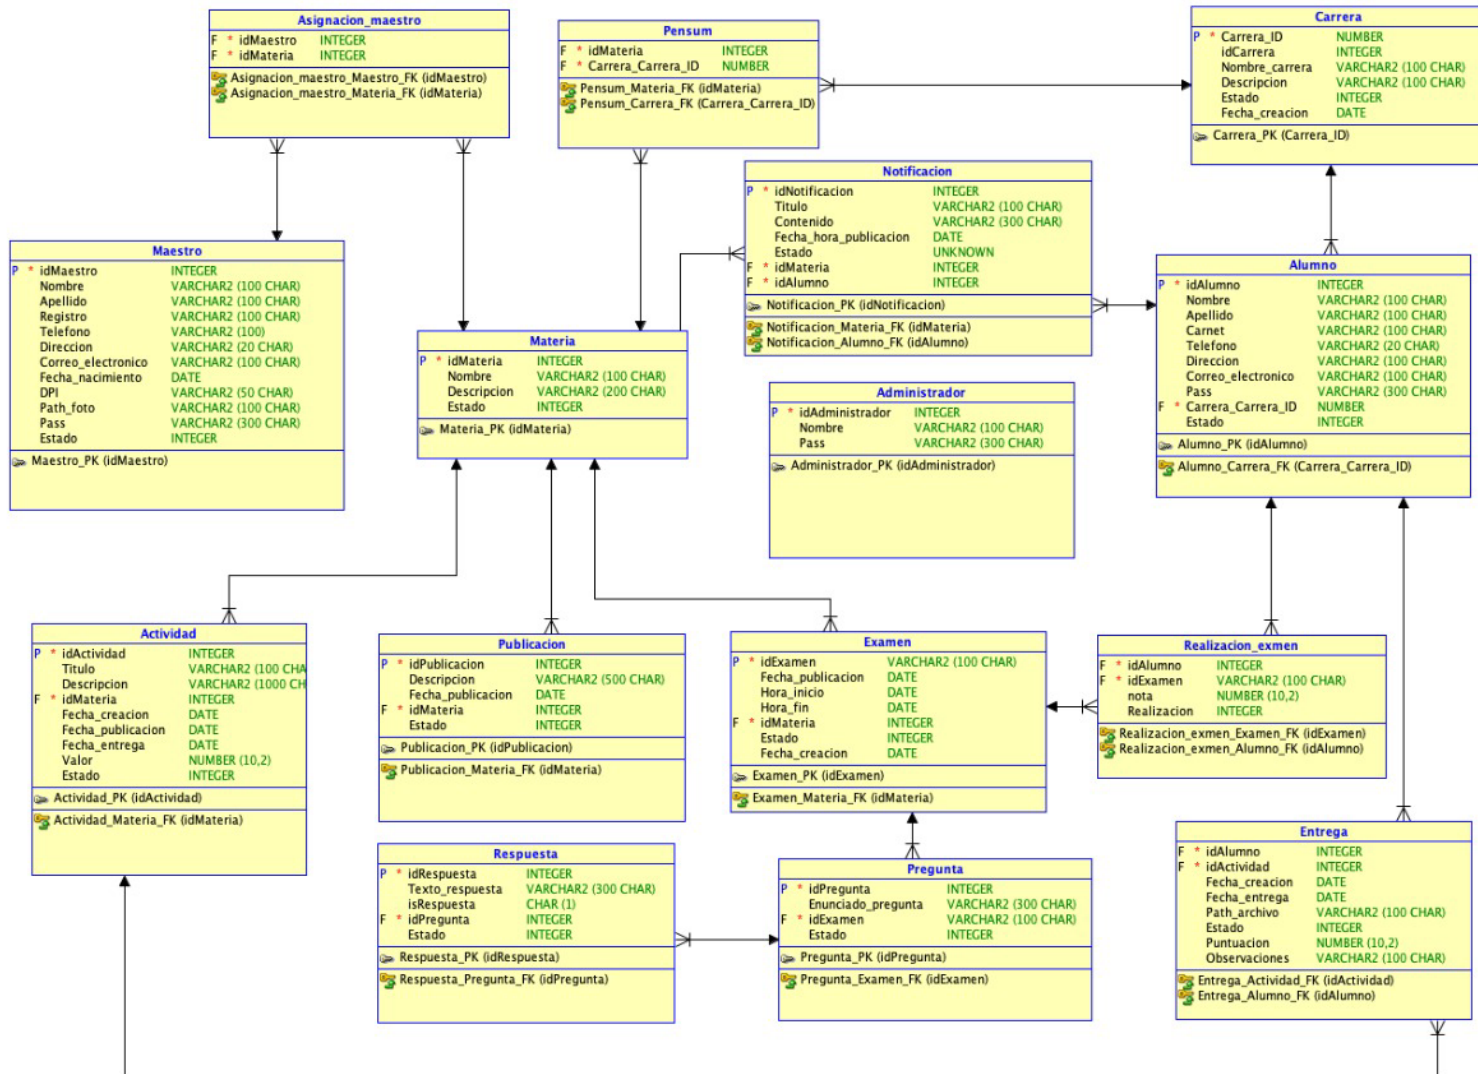 Asignacion_maestro
F * idMaestro INTEGER
F * idMateria INTEGER
Asignacion_maestro_Maestro_FK (idMaestro)
Asignacion_maestro_Materia_FK (idMateria)
Pensum
F * idMateria INTEGER
F * Carrera_Carrera_ID NUMBER
Pensum_Materia_FK (idMateria)
Pensum_Carrera_FK (Carrera_Carrera_ID)
Carrera
P * Carrera_ID NUMBER
idCarrera INTEGER
Nombre_carrera VARCHAR2 (100 CHAR)
Descripcion VARCHAR2 (100 CHAR)
Estado INTEGER
Fecha_creacion DATE
Carrera_PK (Carrera_ID)
Notificacion
P * idNotificacion INTEGER
Titulo VARCHAR2 (100 CHAR)
Contenido VARCHAR2 (300 CHAR)
Fecha_hora_publicacion DATE
Estado UNKNOWN
F * idMateria INTEGER
F * idAlumno INTEGER
Notificacion_PK (idNotificacion)
Notificacion_Materia_FK (idMateria)
Notificacion_Alumno_FK (idAlumno)
Maestro
P * idMaestro INTEGER
Nombre VARCHAR2 (100 CHAR)
Apellido VARCHAR2 (100 CHAR)
Registro VARCHAR2 (100 CHAR)
Telefono VARCHAR2 (100)
Direccion VARCHAR2 (20 CHAR)
Correo_electronico VARCHAR2 (100 CHAR)
Fecha_nacimiento DATE
DPI VARCHAR2 (50 CHAR)
Path_foto VARCHAR2 (100 CHAR)
Pass VARCHAR2 (300 CHAR)
Estado INTEGER
Maestro_PK (idMaestro)
Alumno
P * idAlumno INTEGER
Nombre VARCHAR2 (100 CHAR)
Apellido VARCHAR2 (100 CHAR)
Carnet VARCHAR2 (100 CHAR)
Telefono VARCHAR2 (20 CHAR)
Direccion VARCHAR2 (100 CHAR)
Correo_electronico VARCHAR2 (100 CHAR)
Pass VARCHAR2 (300 CHAR)
F * Carrera_Carrera_ID NUMBER
Estado INTEGER
Alumno_PK (idAlumno)
Alumno_Carrera_FK (Carrera_Carrera_ID)
Materia
P * idMateria INTEGER
Nombre VARCHAR2 (100 CHAR)
Descripcion VARCHAR2 (200 CHAR)
Estado INTEGER
Materia_PK (idMateria)
Administrador
P * idAdministrador INTEGER
Nombre VARCHAR2 (100 CHAR)
Pass VARCHAR2 (300 CHAR)
Administrador_PK (idAdministrador)
Actividad
P * idActividad INTEGER
Titulo VARCHAR2 (100 CHA
Descripcion VARCHAR2 (1000 CH
F * idMateria INTEGER
Fecha_creacion DATE
Fecha_publicacion DATE
Fecha_entrega DATE
Valor NUMBER (10,2)
Estado INTEGER
Actividad_PK (idActividad)
Actividad_Materia_FK (idMateria)
Publicacion
P * idPublicacion INTEGER
Descripcion VARCHAR2 (500 CHAR)
Fecha_publicacion DATE
F * idMateria INTEGER
Estado INTEGER
Publicacion_PK (idPublicacion)
Publicacion_Materia_FK (idMateria)
Examen
P * idExamen VARCHAR2 (100 CHAR)
Fecha_publicacion DATE
Hora_inicio DATE
Hora_fin DATE
F * idMateria INTEGER
Estado INTEGER
Fecha_creacion DATE
Examen_PK (idExamen)
Examen_Materia_FK (idMateria)
Realizacion_exmen
F * idAlumno INTEGER
F * idExamen VARCHAR2 (100 CHAR)
nota NUMBER (10,2)
Realizacion INTEGER
Realizacion_exmen_Examen_FK (idExamen)
Realizacion_exmen_Alumno_FK (idAlumno)
Respuesta
P * idRespuesta INTEGER
Texto_respuesta VARCHAR2 (300 CHAR)
isRespuesta CHAR (1)
F * idPregunta INTEGER
Estado INTEGER
Respuesta_PK (idRespuesta)
Respuesta_Pregunta_FK (idPregunta)
Pregunta
P * idPregunta INTEGER
Enunciado_pregunta VARCHAR2 (300 CHAR)
F * idExamen VARCHAR2 (100 CHAR)
Estado INTEGER
Pregunta_PK (idPregunta)
Pregunta_Examen_FK (idExamen)
Entrega
F * idAlumno INTEGER
F * idActividad INTEGER
Fecha_creacion DATE
Fecha_entrega DATE
Path_archivo VARCHAR2 (100 CHAR)
Estado INTEGER
Puntuacion NUMBER (10,2)
Observaciones VARCHAR2 (100 CHAR)
Entrega_Actividad_FK (idActividad)
Entrega_Alumno_FK (idAlumno)